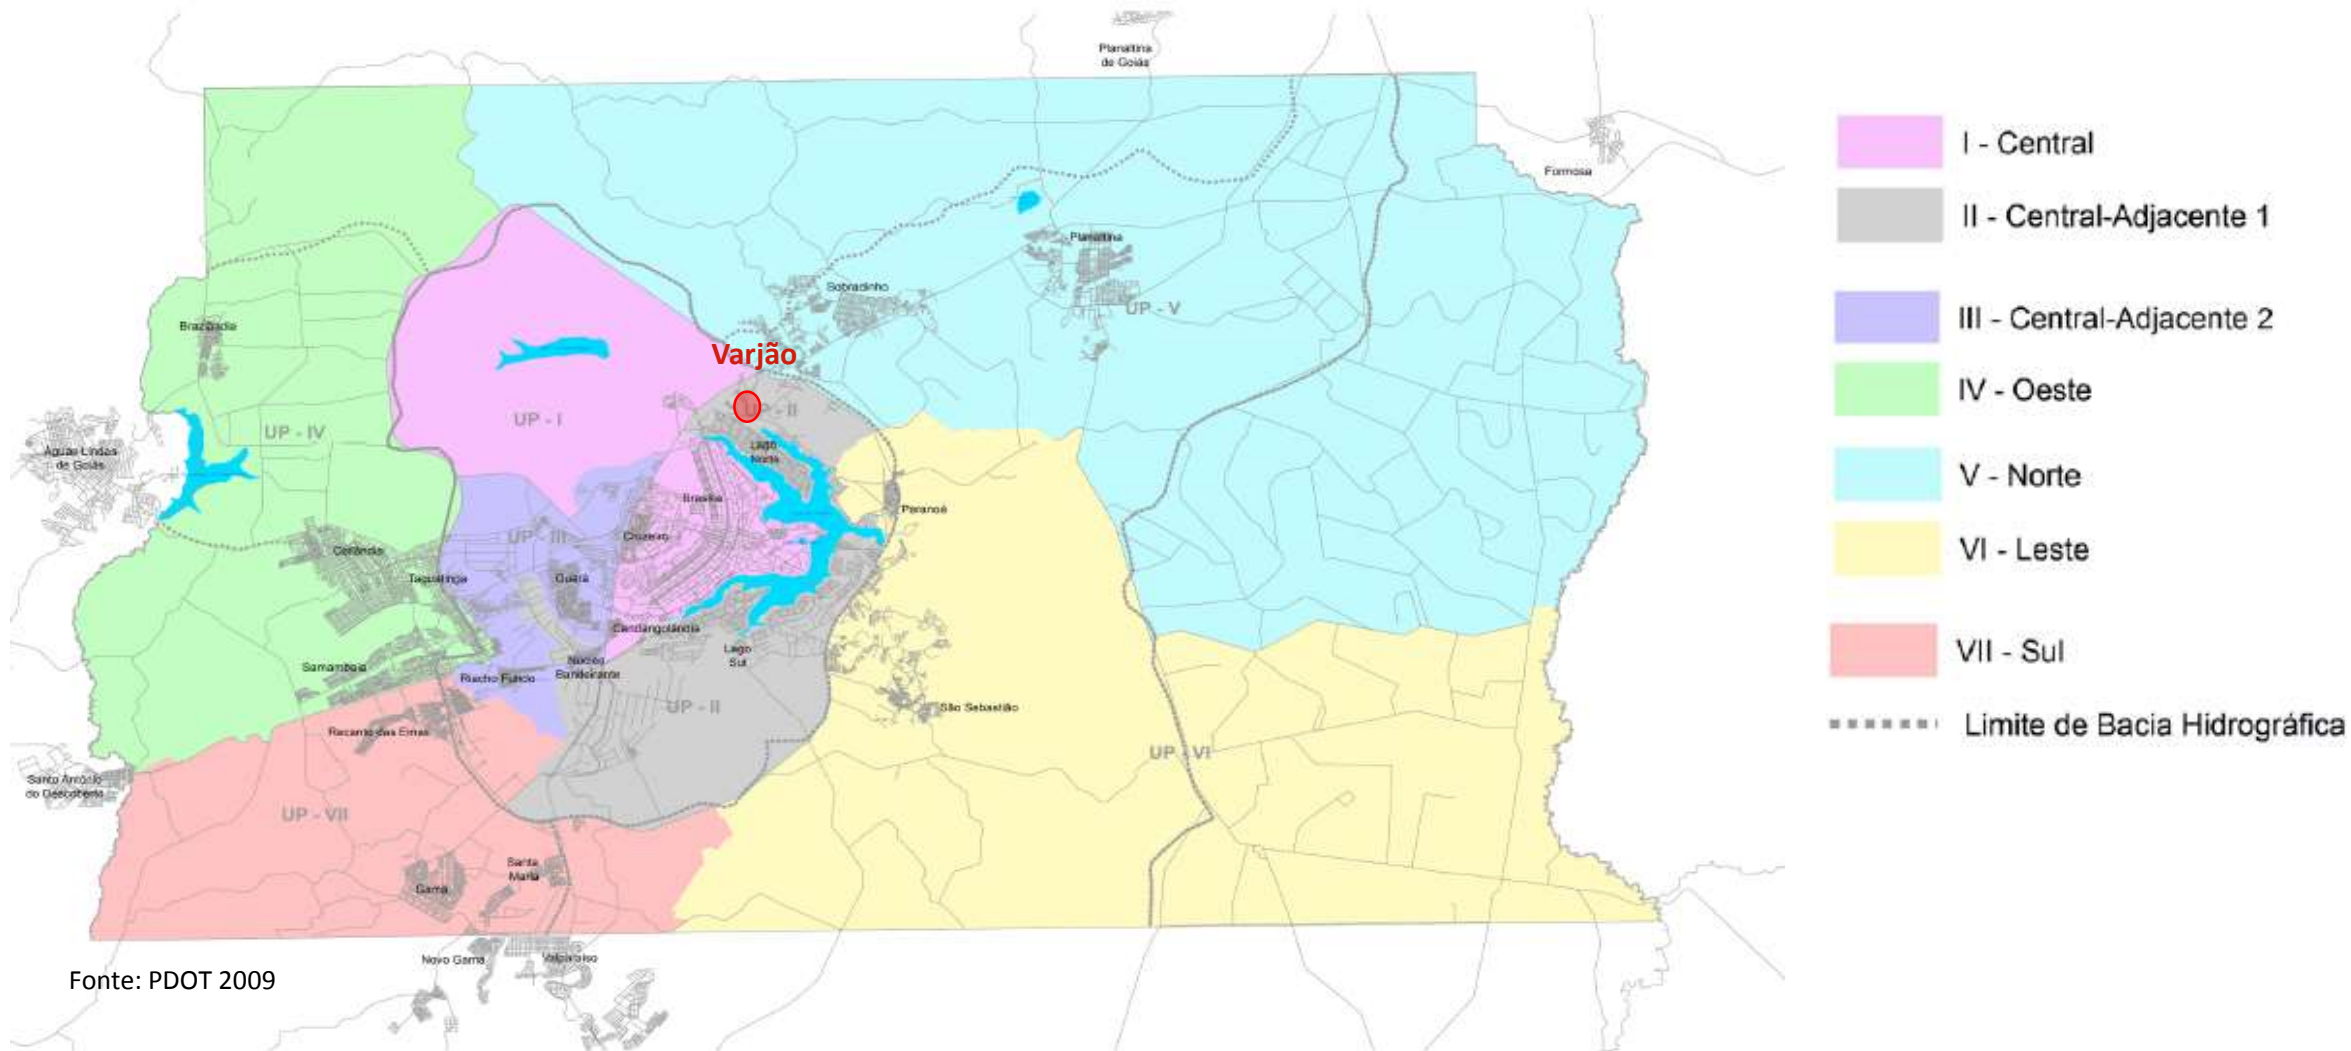 Planaltina
de Goiás
Formosa
I - Central
II - Central-Adjacente 1
III - Central-Adjacente 2
IV - Oeste
V - Norte
VI - Leste
VII - Sul
Limite de Bacia Hidrográfica
Planaltina
Sobradinho
UP - V
Brazlândia
Varjão
UP - I
UP - II
UP - IV
Águas Lindas
de Goiás
Lago
Norte
Brasília
Paranoá
Cruzeiro
UP - III
Ceilândia
Taguatinga
Guará
Candangolândia
Lago
Sul
Samambaia
Riacho Fundo
Núcleo
Bandeirante
UP - II
São Sebastião
Recanto das Emas
UP - VI
Santo Antônio
do Descoberto
UP - VII
Santa
Maria
Gama
Novo Gama
Valparaiso
Fonte: PDOT 2009